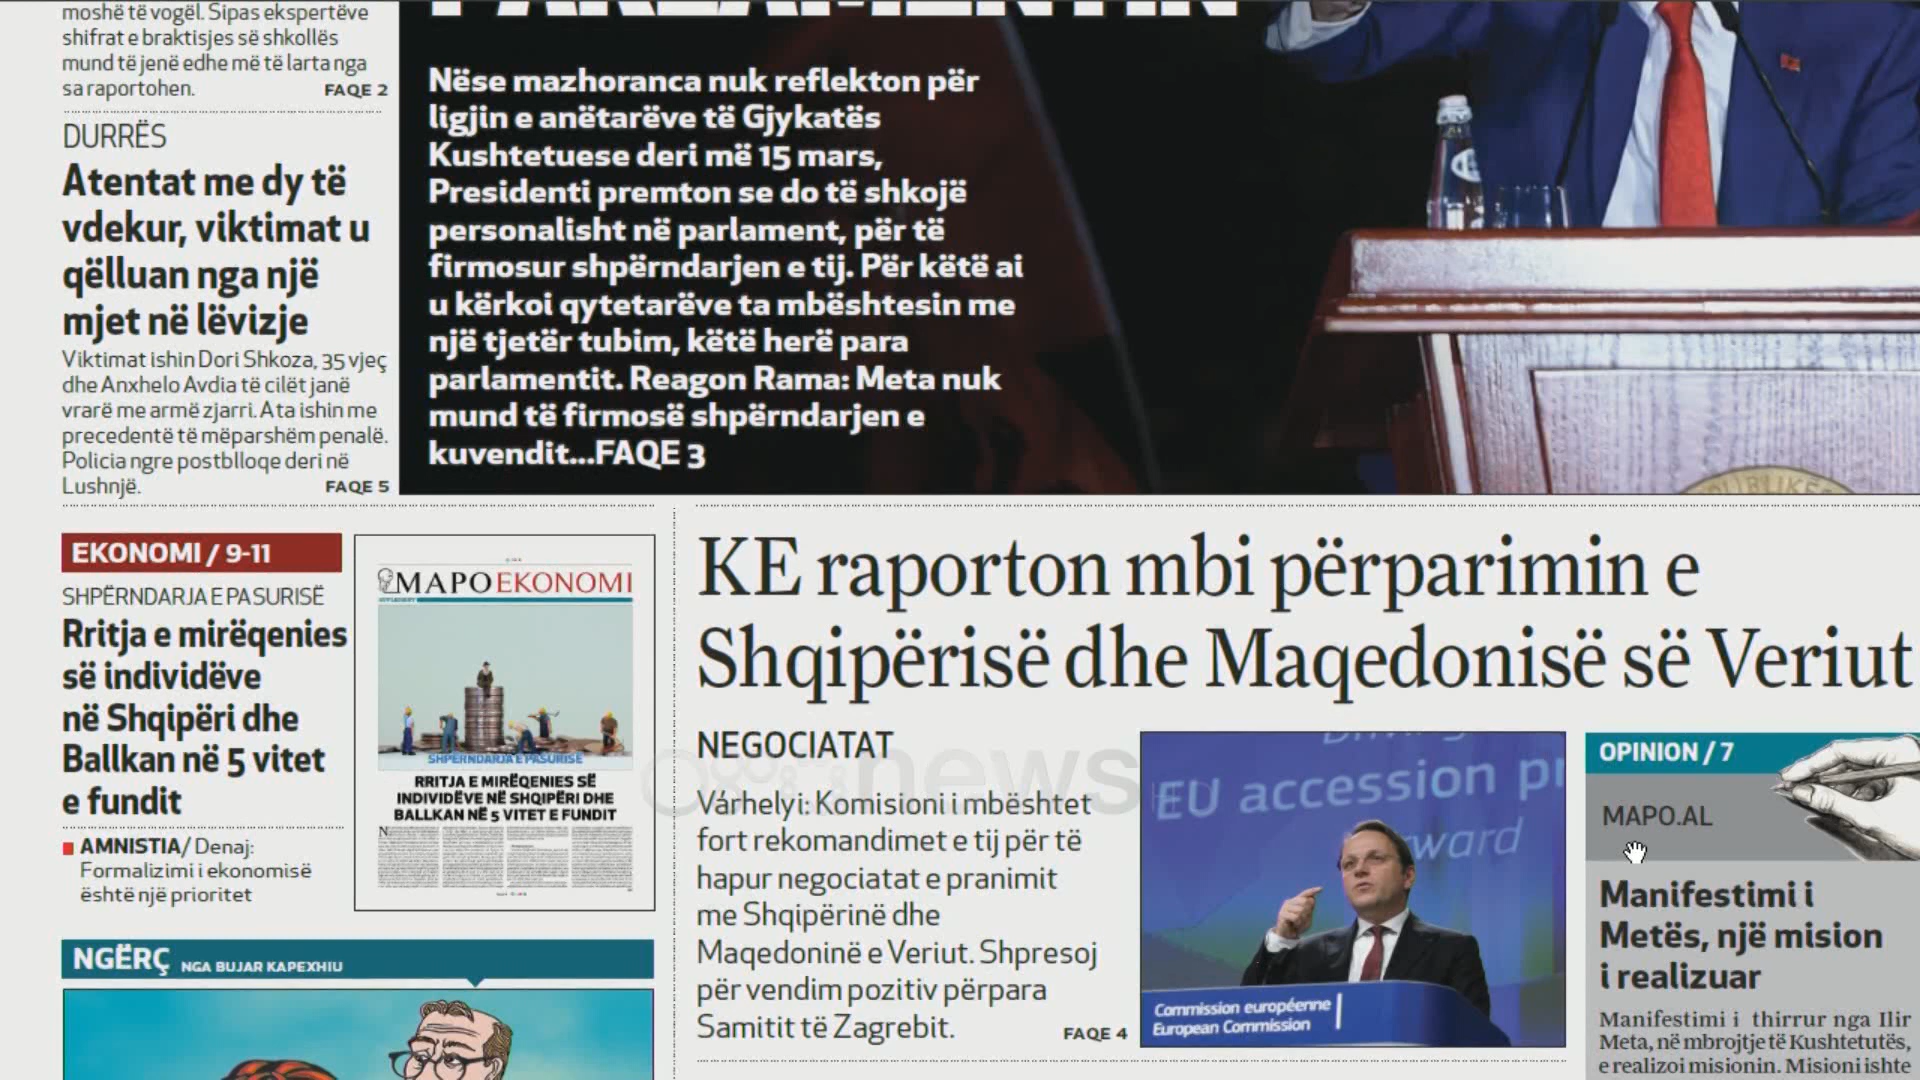 moshë të vogël. Sipas ekspertëve
shifrat e braktisjes së shkollës
mund të jenë edhe më të larta nga
sa raportohen. FAQE 2
DURRËS
Atentat me dy të
vdekur, viktimat u
qëlluan nga një
mjet në lëvizje
Viktimat ishin Dori Shkoza, 35 vjeç
dhe Anxhelo Avdia të cilët janë
vrarë me armë zjarri. Ata ishin me
precedentë të mëparshëm penalë.
Policia ngre postblloqe deri në
Lushnjë. FAQE 5
Nëse mazhoranca nuk reflekton për
ligjin e anëtarëve të Gjykatës
Kushtetuese deri më 15 mars,
Presidenti premton se do të shkojë
personalisht në parlament, për të
firmosur shpërndarjen e tij. Për këtë ai
u kërkoi qytetarëve ta mbështesin me
një tjetër tubim, këtë herë para
parlamentit. Reagon Rama: Meta nuk
mund të firmosë shpërndarjen e
kuvendit...FAQE 3
EKONOMI / 9-11
SHPËRNDARJA E PASURISË
Rritja e mirëqenies
së individëve
në Shqipëri dhe
Ballkan në 5 vitet
e fundit
AMNISTIA/ Denaj:
Formalizimi i ekonomisë
është një prioritet
MAPOEKONOMI
SHPËRNDARJA E PASURISË
RRITJA E MIRËQENIES SË
INDIVIDËVE NË SHQIPËRI DHE
BALLKAN NË 5 VITET E FUNDIT
NGËRÇ NGA BUJAR KAPEXHIU
KE raporton mbi përparimin e
Shqipërisë dhe Maqedonisë së Veriut
NEGOCIATAT
Várhelyi: Komisioni i mbështet
fort rekomandimet e tij për të
hapur negociatat e pranimit
me Shqipërinë dhe
Maqedoninë e Veriut. Shpresoj
për vendim pozitiv përpara
Samitit të Zagrebit. FAQE 4
news
EU accession pr
ward
Commission européenne
European Commission
OPINION / 7
MAPO.AL
Manifestimi i
Metës, një mision
i realizuar
Manifestimi i thirrur nga Ilir
Meta, në mbrojtje të Kushtetutës,
e realizoi misionin. Misioni ishte